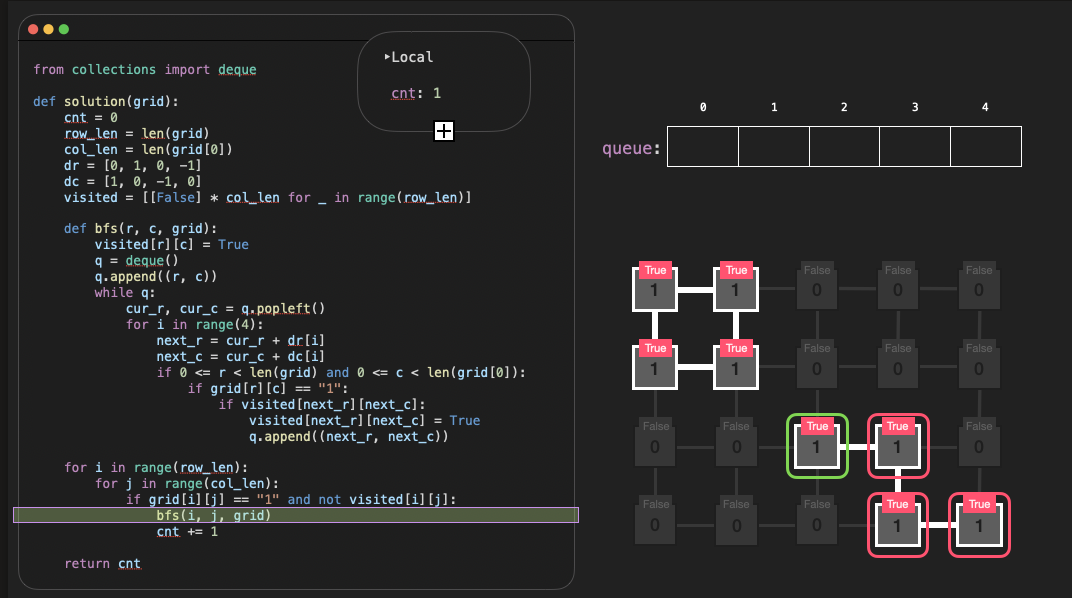 ▸Local
cnt: 1
from collections import deque
def solution(grid):
    cnt = 0
    row_len = len(grid)
    col_len = len(grid[0])
    dr = [0, 1, 0, -1]
    dc = [1, 0, -1, 0]
    visited = [[False] * col_len for _ in range(row_len)]
    def bfs(r, c, grid):
        visited[r][c] = True
        q = deque()
        q.append((r, c))
        while q:
            cur_r, cur_c = q.popleft()
            for i in range(4):
                next_r = cur_r + dr[i]
                next_c = cur_c + dc[i]
                if 0 <= r < len(grid) and 0 <= c < len(grid[0]):
                    if grid[r][c] == "1":
                        if visited[next_r][next_c]:
                            visited[next_r][next_c] = True
                            q.append((next_r, next_c))
    for i in range(row_len):
        for j in range(col_len):
            if grid[i][j] == "1" and not visited[i][j]:
                bfs(i, j, grid)
                cnt += 1
    return cnt
0 1 2 3 4
queue:
True True False False False
1 1 0 0 0
True True False False False
1 1 0 0 0
False False True True False
0 0 1 1 0
False False False True True
0 0 0 1 1